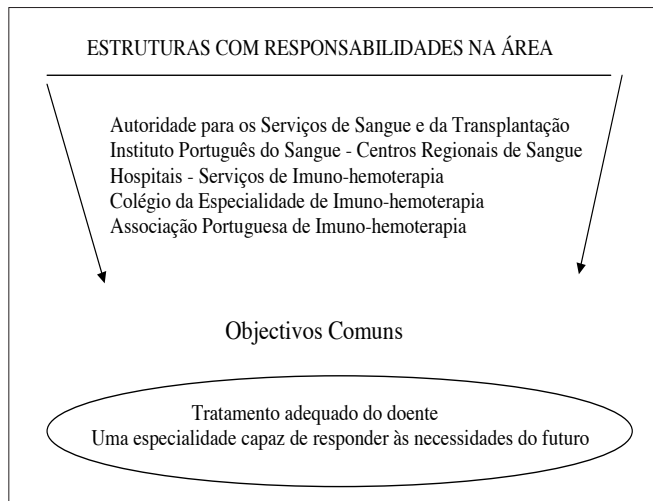 ESTRUTURAS COM RESPONSABILIDADES NA ÁREA
Autoridade para os Serviços de Sangue e da Transplantação
Instituto Português do Sangue - Centros Regionais de Sangue
Hospitais - Serviços de Imuno-hemoterapia
Colégio da Especialidade de Imuno-hemoterapia
Associação Portuguesa de Imuno-hemoterapia
Objectivos Comuns
Tratamento adequado do doente
Uma especialidade capaz de responder às necessidades do futuro